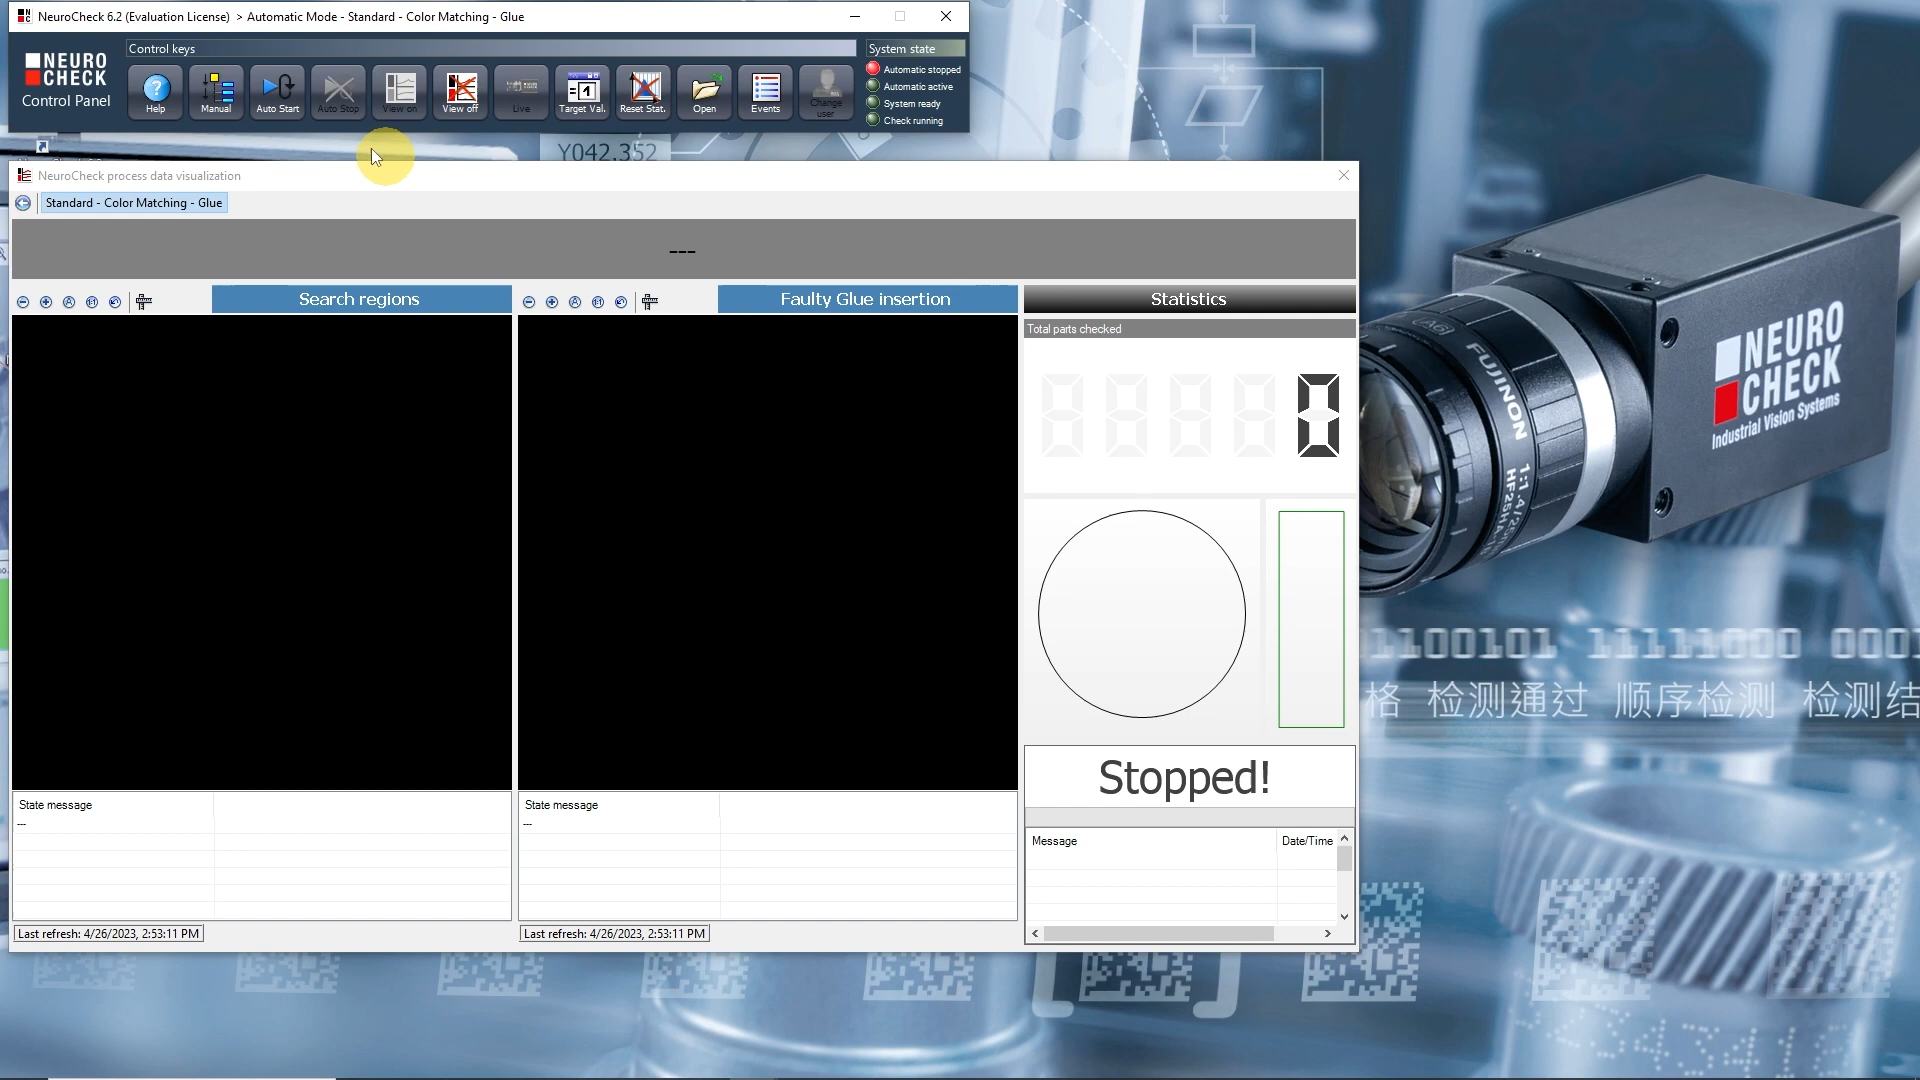 NeuroCheck 6.2 (Evaluation License) > Automatic Mode - Standard - Color Matching - Glue
NEURO
CHECK
Control Panel
Control keys
Help
Manual
Auto Start
Auto Stop
View on
View off
Live
Target Val.
Reset Stat.
Open
Events
Change
user
System state
Automatic stopped
Automatic active
System ready
Check running
Y042.352
NeuroCheck process data visualization
Standard - Color Matching - Glue
---
Search regions
Faulty Glue insertion
Statistics
Total parts checked
0
State message
---
State message
---
Stopped!
Message Date/Time
Last refresh: 4/26/2023, 2:53:11 PM
Last refresh: 4/26/2023, 2:53:11 PM
FUJINON
NEURO
CHECK
Industrial Vision Systems
格 检测通过 顺序检测 检测结